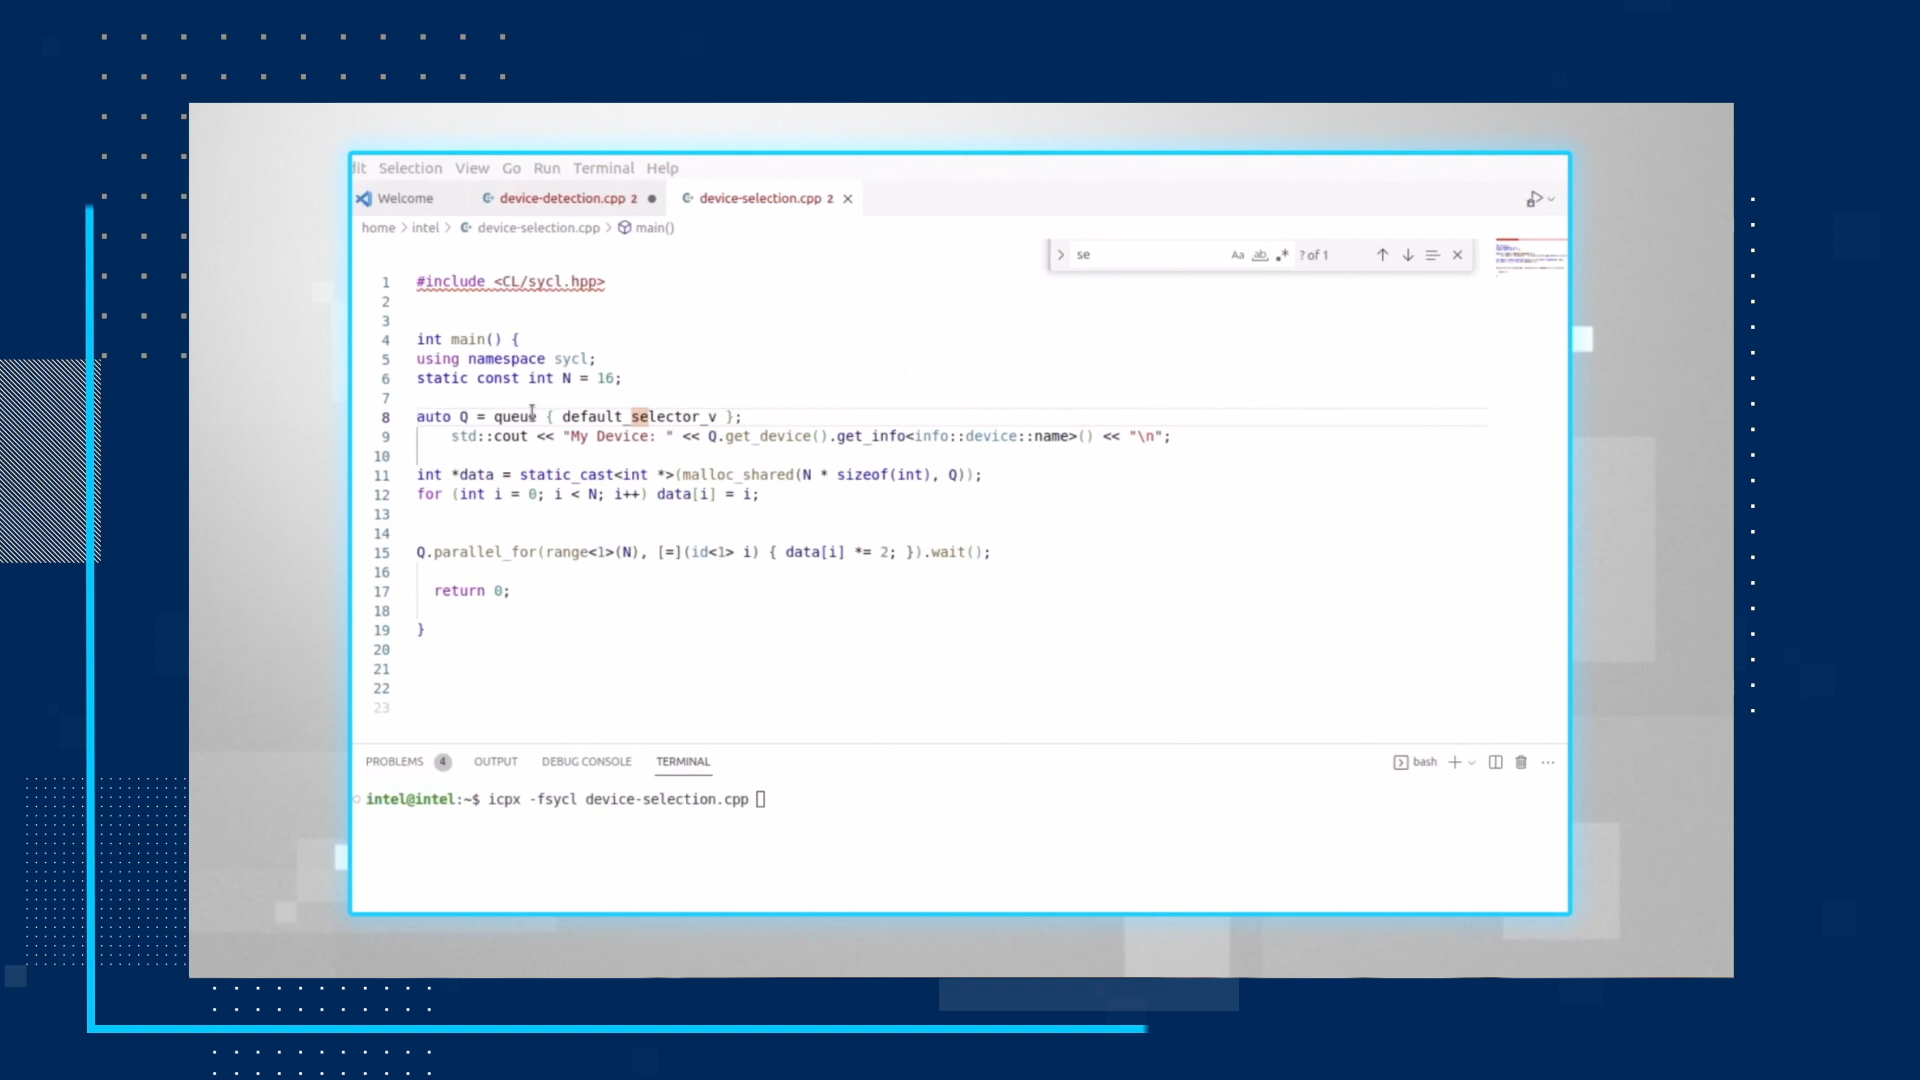 dit Selection View Go Run Terminal Help
Welcome device-detection.cpp 2 device-selection.cpp 2
home > intel > device-selection.cpp > main()
se Aa ab ? of 1
1 #include <CL/sycl.hpp>
2
3
4 int main() {
5 using namespace sycl;
6 static const int N = 16;
7
8 auto Q = queue { default_selector_v };
9 std::cout << "My Device: " << Q.get_device().get_info<info::device::name>() << "\n";
10
11 int *data = static_cast<int *>(malloc_shared(N * sizeof(int), Q));
12 for (int i = 0; i < N; i++) data[i] = i;
13
14
15 Q.parallel_for(range<1>(N), [=](id<1> i) { data[i] *= 2; }).wait();
16
17 return 0;
18
19 }
20
21
22
23
PROBLEMS 4 OUTPUT DEBUG CONSOLE TERMINAL bash
intel@intel:~$ icpx -fsycl device-selection.cpp